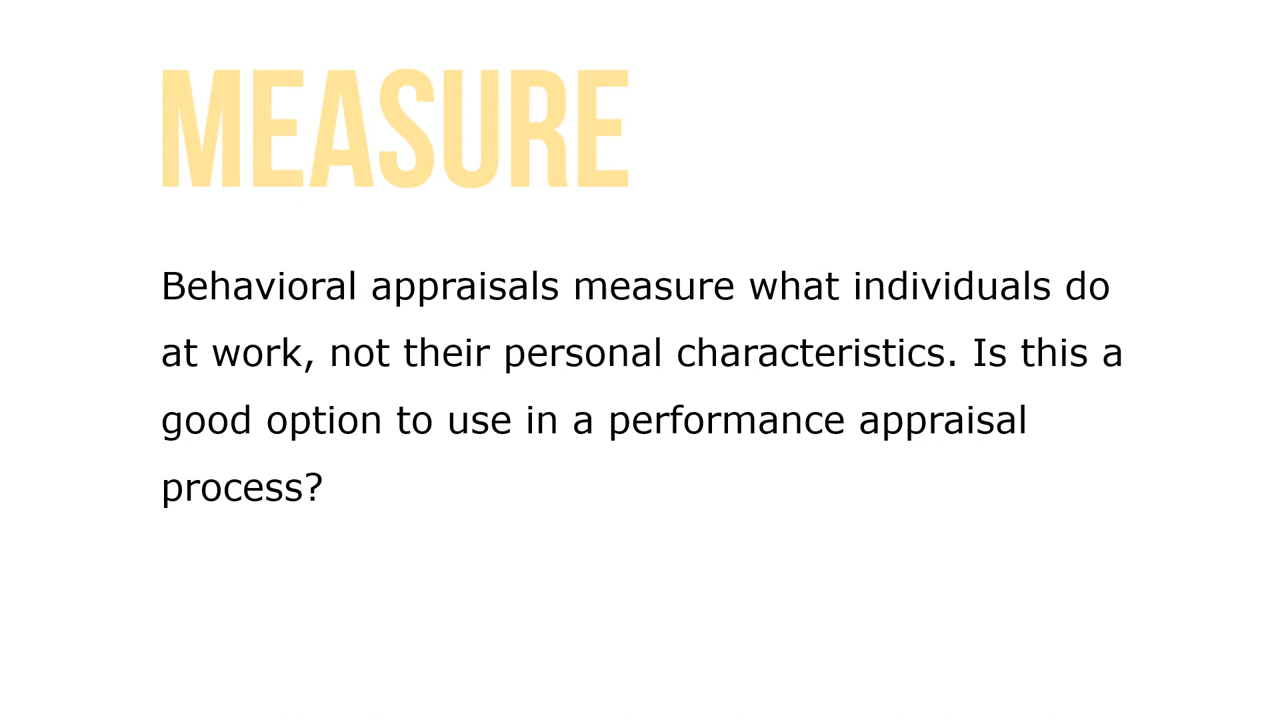 MEASURE
Behavioral appraisals measure what individuals do
at work, not their personal characteristics. Is this a
good option to use in a performance appraisal
process?